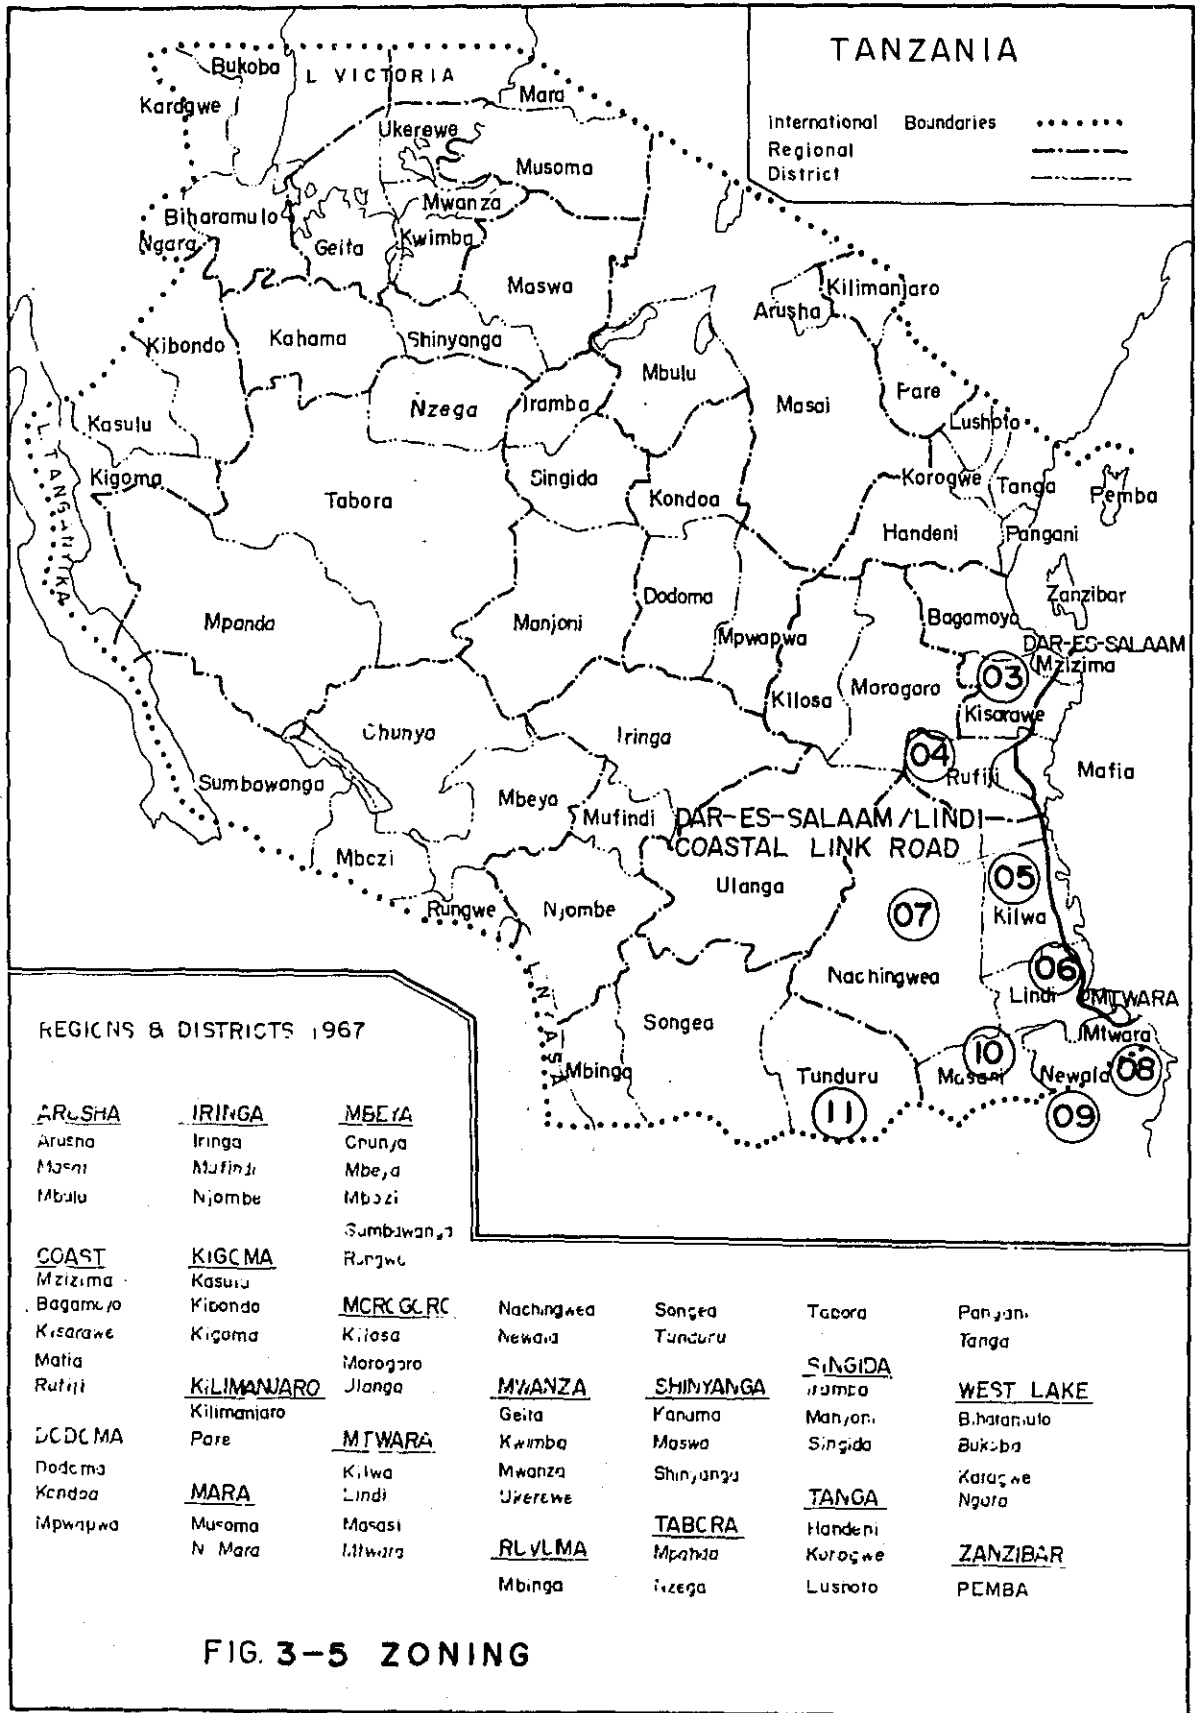 TANZANIA
International Boundaries
Regional
District
Bukoba
L VICTORIA
Karagwe
Mara
Ukerewe
Musoma
Mwanza
Biharamulo
Ngara
Geita
Kwimba
Maswa
Kilimanjaro
Arusha
Kibondo
Kahama
Shinyanga
Mbulu
Nzega
Iramba
Masai
Pare
Lushoto
Kasulu
Kigoma
Tabora
Singida
Kondoa
Korogwe
Tanga
Pemba
L TANGANYIKA
Handeni
Pangani
Mpanda
Manjoni
Dodoma
Mpwapwa
Bagamoyo
Zanzibar
DAR-ES-SALAAM
Mzizima
03
Kilosa
Morogoro
Kisarawe
Chunya
Iringa
04
Rufiji
Mafia
Sumbawanga
Mbeya
Mufindi
DAR-ES-SALAAM/LINDI
COASTAL LINK ROAD
Mbozi
Ulanga
05
Kilwa
Rungwe
Njombe
07
Nachingwea
06
Lindi
MTWARA
L NYASA
Songea
Mtwara
Mbinga
Tunduru
10
Masani
Newala
08
11
09
REGIONS & DISTRICTS 1967
ARUSHA IRINGA MBEYA
Arusha Iringa Chunya
Masai Mufindi Mbeya
Mbulu Njombe Mbozi
Sumbawanga
COAST KIGOMA Rungwe
Mzizima Kasulu
Bagamoyo Kibondo MOROGORO Nachingwea Songea Tabora Pangani
Kisarawe Kigoma Kilosa Newala Tunduru Tanga
Mafia Morogoro SINGIDA
Rufiji KILIMANJARO Ulanga MWANZA SHINYANGA Iramba WEST LAKE
Kilimanjaro Geita Kahama Manyoni Biharamulo
DODOMA Pare MTWARA Kwimba Maswa Singida Bukoba
Dodoma Kilwa Mwanza Shinyanga Karagwe
Kondoa MARA Lindi Ukerewe TANGA Ngara
Mpwapwa Musoma Masasi TABORA Handeni
N Mara Mtwara RUVUMA Mpanda Korogwe ZANZIBAR
Mbinga Nzega Lushoto PEMBA
FIG. 3-5 ZONING